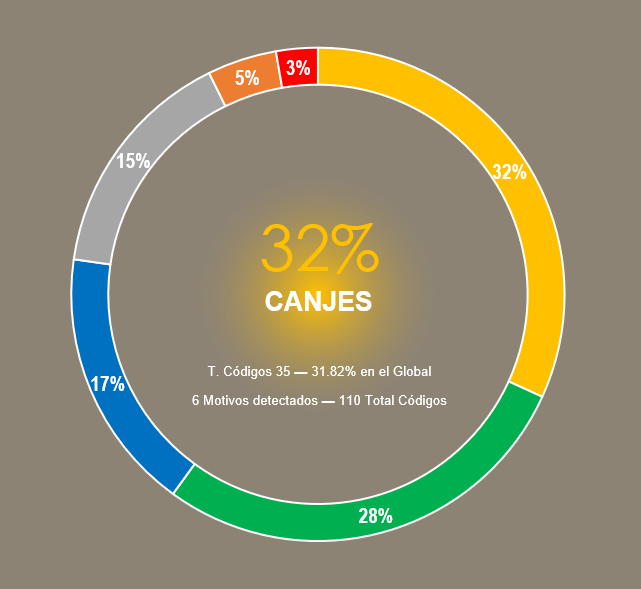 3%
5%
32%
15%
32%
CANJES
T. Códigos 35 — 31.82% en el Global
17%
6 Motivos detectados — 110 Total Códigos
28%